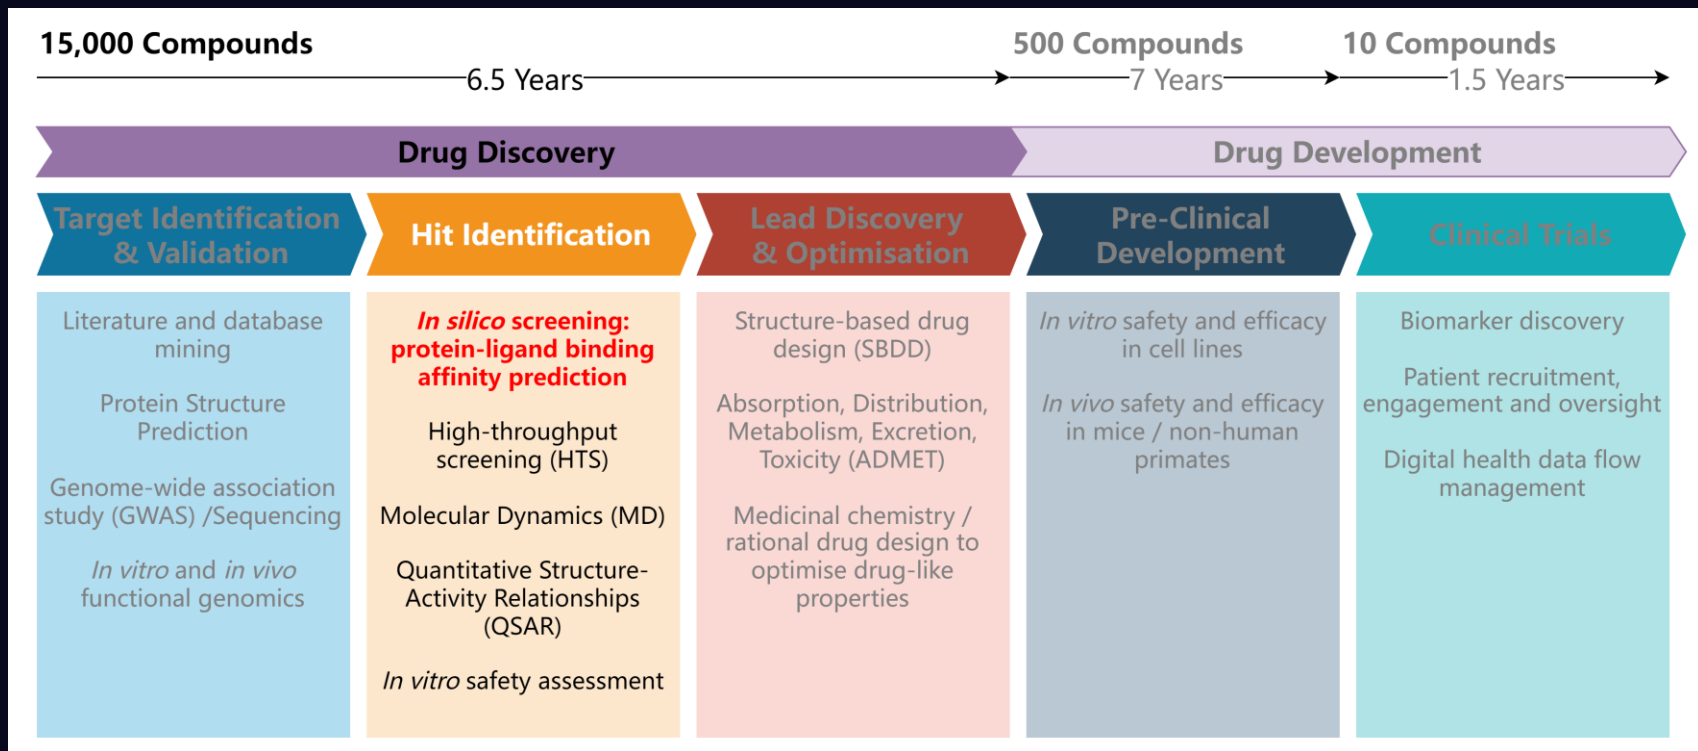 15,000 Compounds
500 Compounds
10 Compounds
6.5 Years
7 Years
1.5 Years
Drug Discovery
Drug Development
Target Identification
& Validation
Hit Identification
Lead Discovery
& Optimisation
Pre-Clinical
Development
Clinical Trials
Literature and database
mining
Protein Structure
Prediction
Genome-wide association
study (GWAS) /Sequencing
In vitro and in vivo
functional genomics
In silico screening:
protein-ligand binding
affinity prediction
High-throughput
screening (HTS)
Molecular Dynamics (MD)
Quantitative Structure-
Activity Relationships
(QSAR)
In vitro safety assessment
Structure-based drug
design (SBDD)
Absorption, Distribution,
Metabolism, Excretion,
Toxicity (ADMET)
Medicinal chemistry /
rational drug design to
optimise drug-like
properties
In vitro safety and efficacy
in cell lines
In vivo safety and efficacy
in mice / non-human
primates
Biomarker discovery
Patient recruitment,
engagement and oversight
Digital health data flow
management